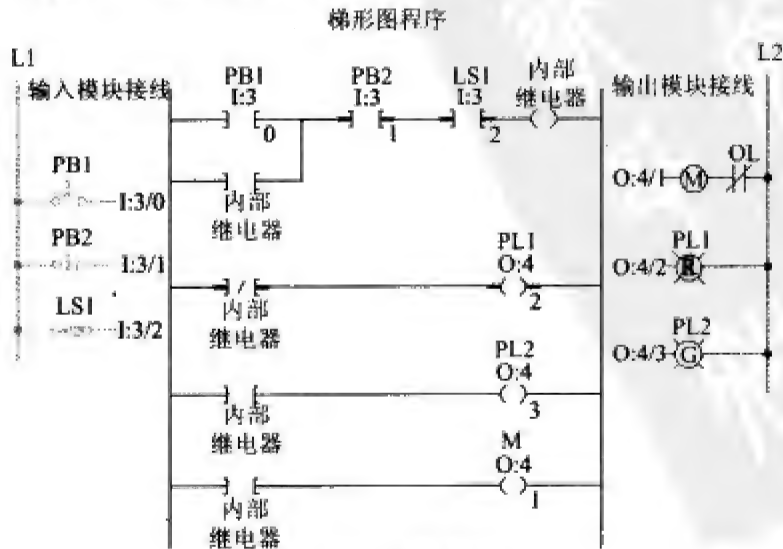 梯形图程序
L1
L2
输入模块接线
PB1
I:3
0
PB2
I:3
1
LS1
I:3
2
内部
继电器
输出模块接线
内部
继电器
PB1
I:3/0
PB2
I:3/1
LS1
I:3/2
内部
继电器
PL1
O:4
2
内部
继电器
PL2
O:4
3
内部
继电器
M
O:4
1
O:4/1
M
OL
PL1
O:4/2
R
PL2
O:4/3
G